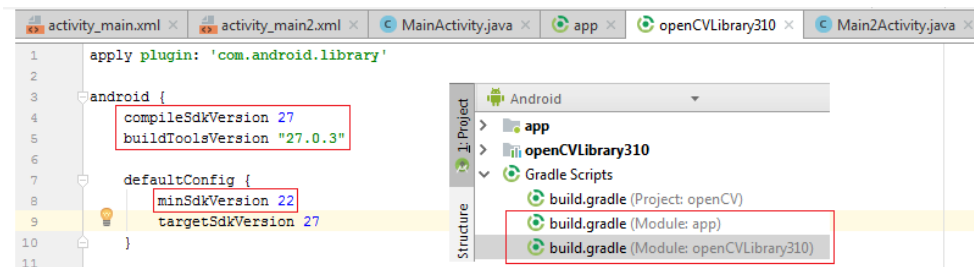 activity_main.xml × activity_main2.xml × C MainActivity.java × app × openCVLibrary310 × C Main2Activity.java ×
1 apply plugin: 'com.android.library'
2
3 android {
4 compileSdkVersion 27
5 buildToolsVersion "27.0.3"
6
7 defaultConfig {
8 minSdkVersion 22
9 targetSdkVersion 27
10 }
11
1: Project
Structure
Android
app
openCVLibrary310
Gradle Scripts
build.gradle (Project: openCV)
build.gradle (Module: app)
build.gradle (Module: openCVLibrary310)